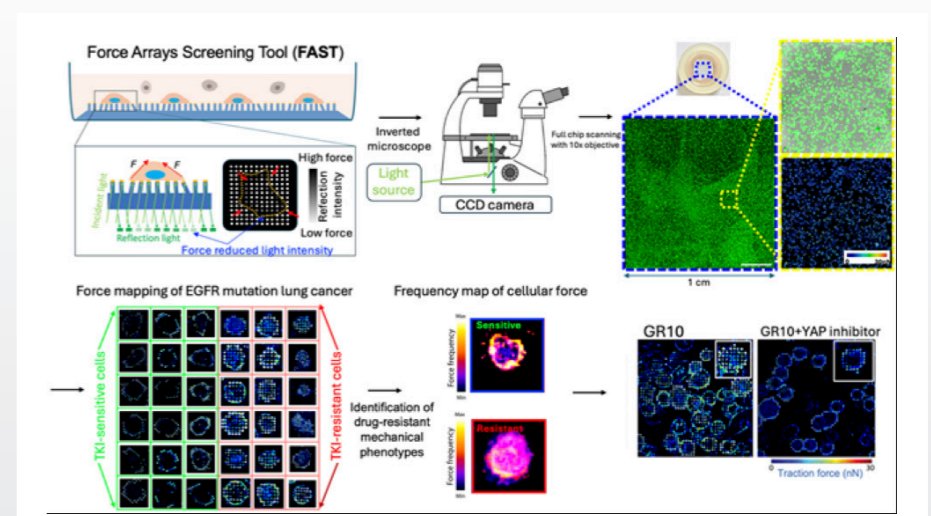 Force Arrays Screening Tool (FAST)
F
F
Incident light
Reflection light
High force
Refection intensity
Low force
Force reduced light intensity
Inverted
microscope
Light
source
CCD camera
Full chip scanning
with 10x objective
1 cm
Force mapping of EGFR mutation lung cancer
TKI-sensitive cells
TKI-resistant cells
Identification of
drug-resistant
mechanical
phenotypes
Frequency map of cellular force
Max
Force frequency
Min
Sensitive
Max
Force frequency
Min
Resistant
GR10
GR10+YAP inhibitor
0
30
Traction force (nN)